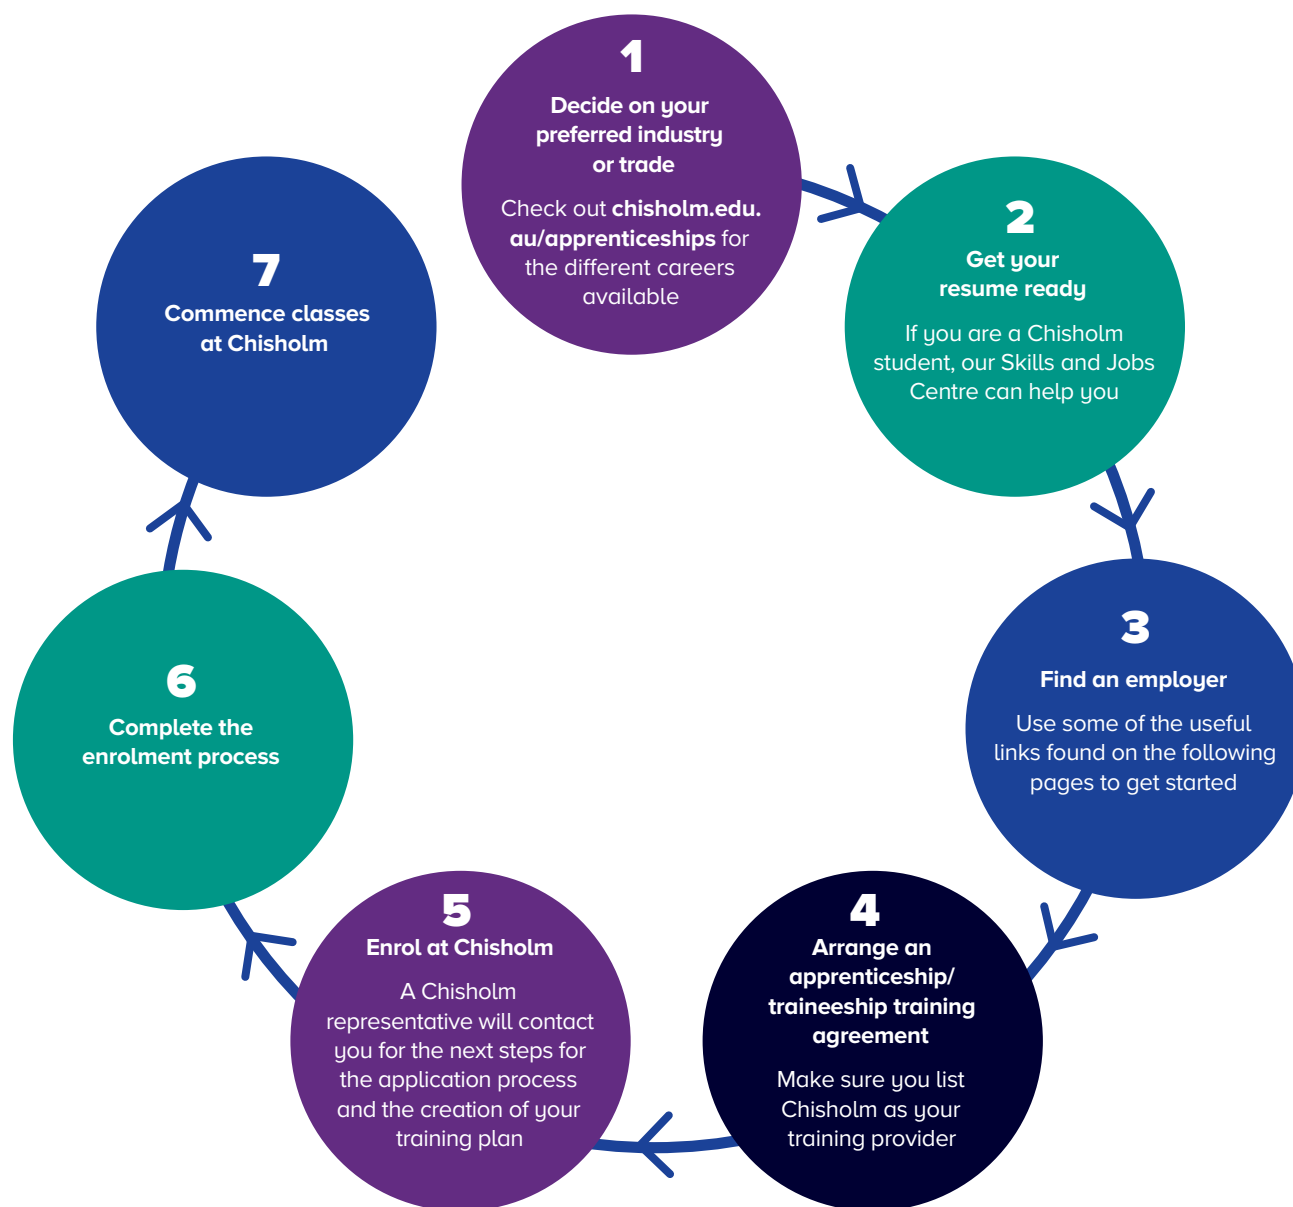 1
Decide on your
preferred industry
or trade
Check out chisholm.edu.
au/apprenticeships for
the different careers
available
2
Get your
resume ready
If you are a Chisholm
student, our Skills and Jobs
Centre can help you
3
Find an employer
Use some of the useful
links found on the following
pages to get started
4
Arrange an
apprenticeship/
traineeship training
agreement
Make sure you list
Chisholm as your
training provider
5
Enrol at Chisholm
A Chisholm
representative will contact
you for the next steps for
the application process
and the creation of your
training plan
6
Complete the
enrolment process
7
Commence classes
at Chisholm